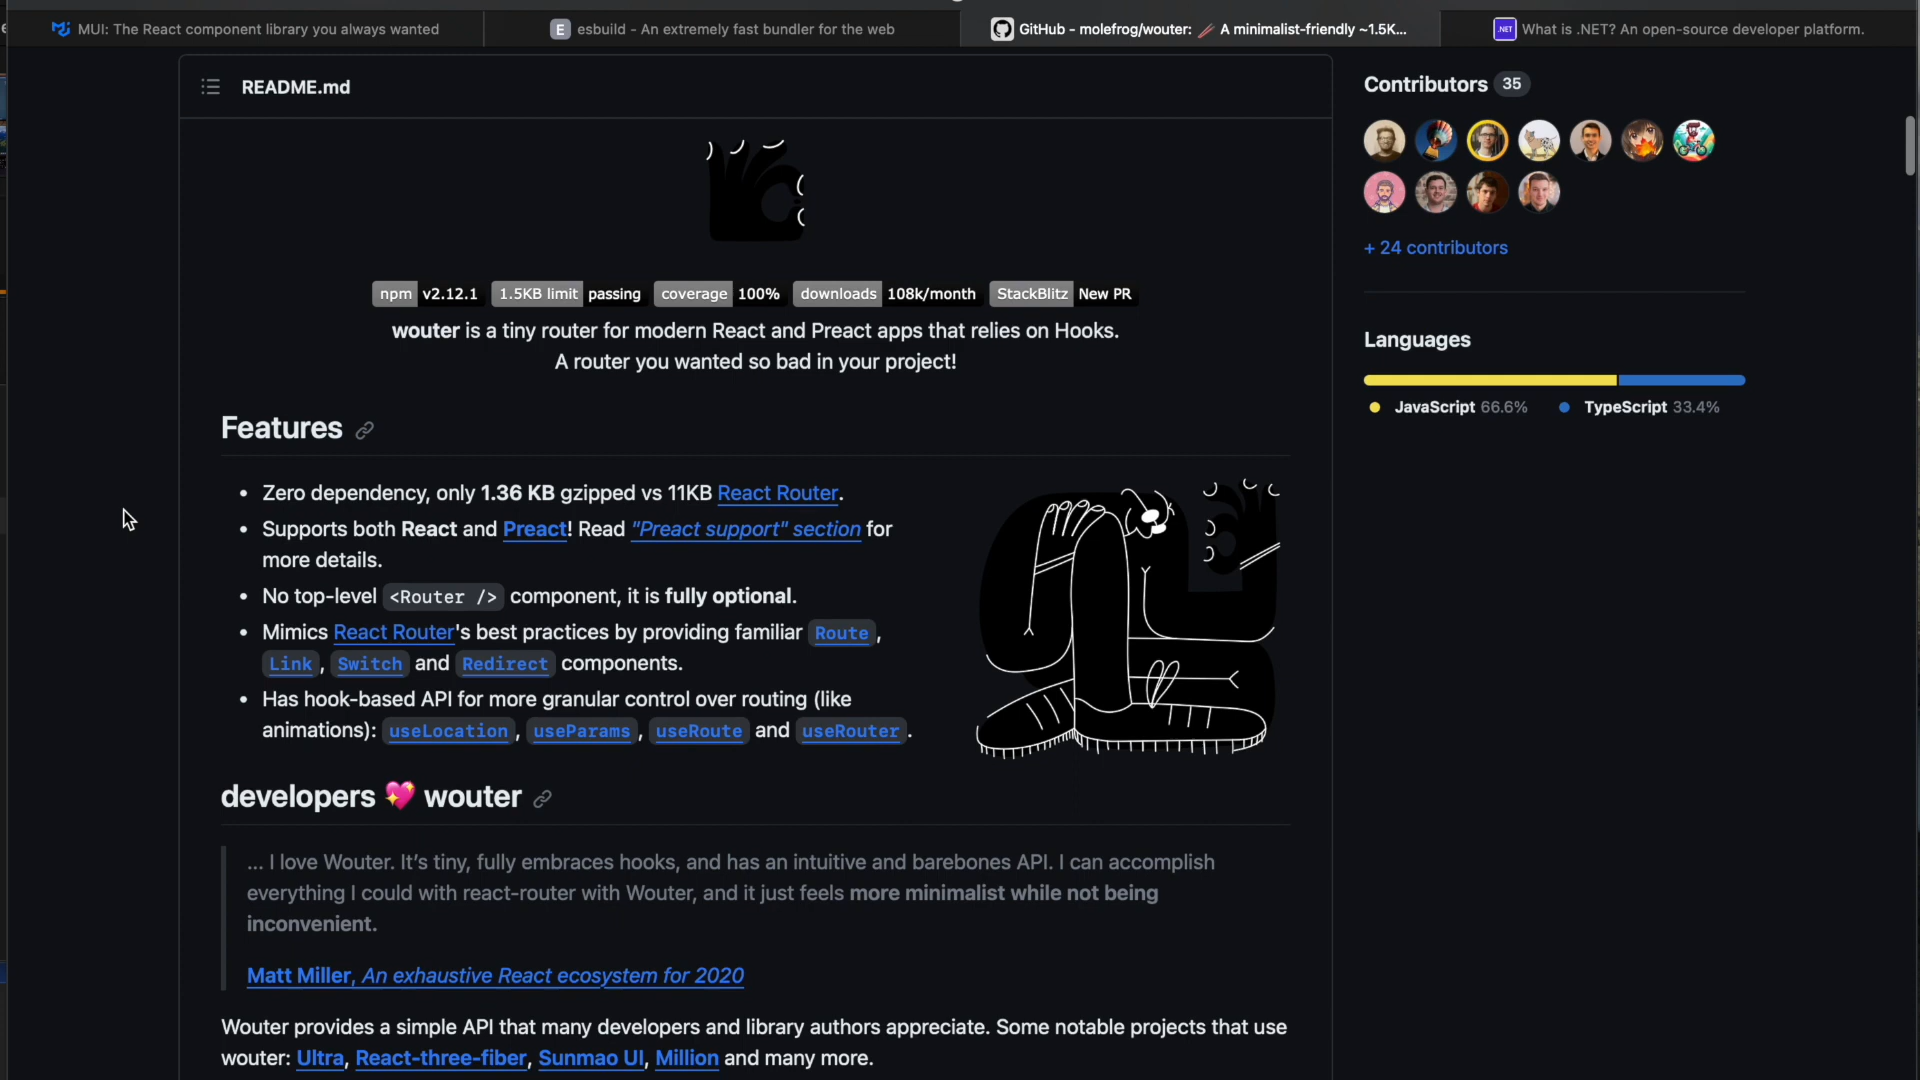 MUI: The React component library you always wanted
E esbuild - An extremely fast bundler for the web
GitHub - molefrog/wouter: 🥢 A minimalist-friendly ~1.5K...
.NET What is .NET? An open-source developer platform.
README.md
npm v2.12.1 1.5KB limit passing coverage 100% downloads 108k/month StackBlitz New PR
wouter is a tiny router for modern React and Preact apps that relies on Hooks.
A router you wanted so bad in your project!
Features
• Zero dependency, only 1.36 KB gzipped vs 11KB React Router.
• Supports both React and Preact! Read "Preact support" section for
more details.
• No top-level <Router /> component, it is fully optional.
• Mimics React Router's best practices by providing familiar Route ,
Link , Switch and Redirect components.
• Has hook-based API for more granular control over routing (like
animations): useLocation , useParams , useRoute and useRouter .
developers 💖 wouter
... I love Wouter. It’s tiny, fully embraces hooks, and has an intuitive and barebones API. I can accomplish
everything I could with react-router with Wouter, and it just feels more minimalist while not being
inconvenient.
Matt Miller, An exhaustive React ecosystem for 2020
Wouter provides a simple API that many developers and library authors appreciate. Some notable projects that use
wouter: Ultra, React-three-fiber, Sunmao UI, Million and many more.
Contributors 35
+ 24 contributors
Languages
JavaScript 66.6% TypeScript 33.4%